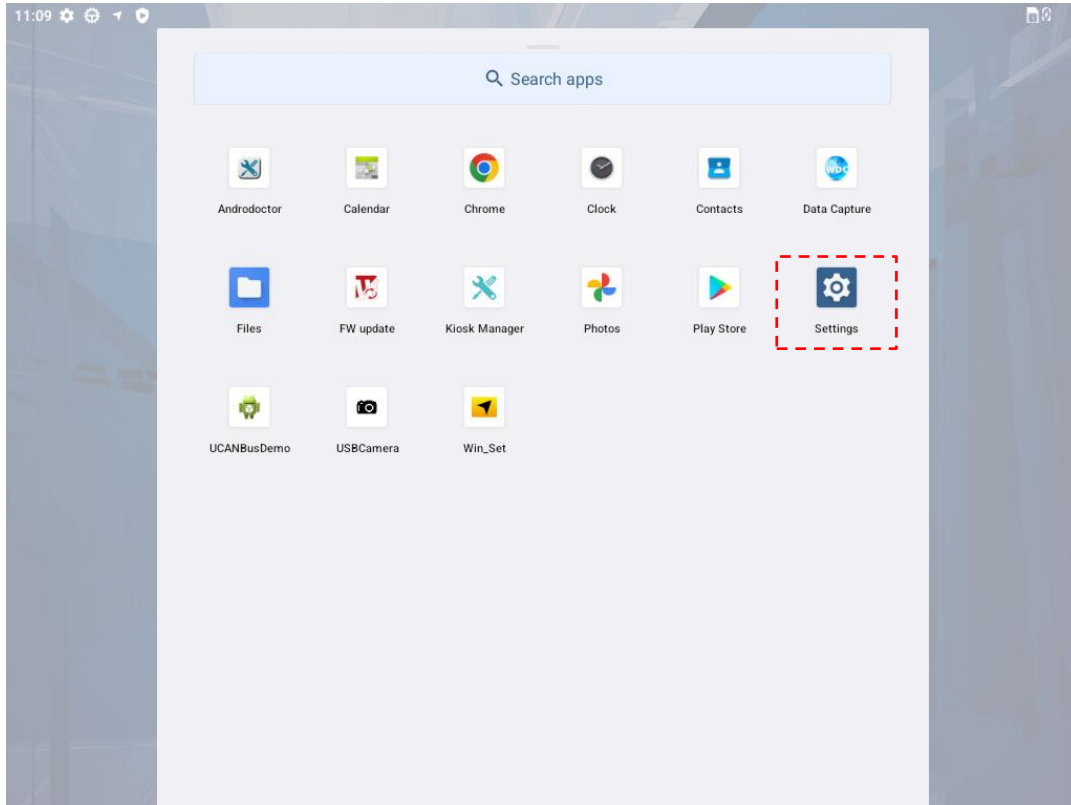 11:09
Search apps
Androdoctor Calendar Chrome Clock Contacts Data Capture
Files FW update Kiosk Manager Photos Play Store Settings
UCANBusDemo USBCamera Win_Set